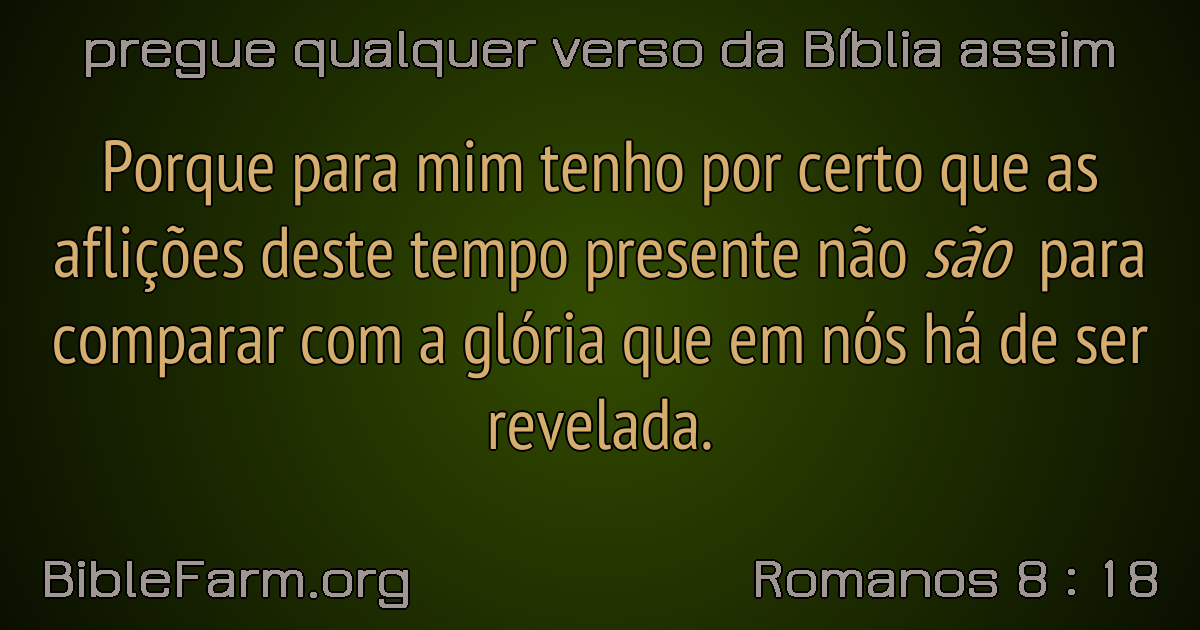 pregue qualquer verso da Bíblia assim
Porque para mim tenho por certo que as
aflições deste tempo presente não são para
comparar com a glória que em nós há de ser
revelada.
BibleFarm.org
Romanos 8 : 18